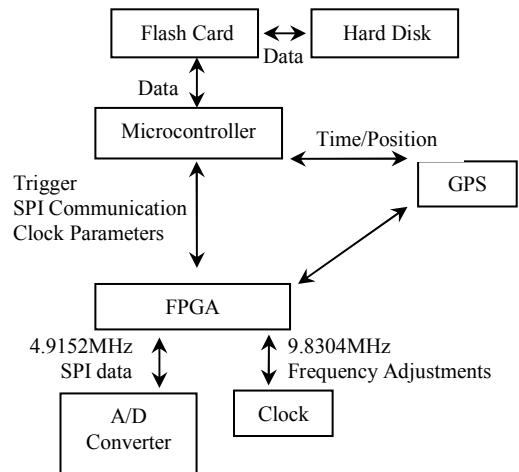 Flash Card
Hard Disk
Data
Data
Microcontroller
Time/Position
GPS
Trigger
SPI Communication
Clock Parameters
FPGA
4.9152MHz
SPI data
9.8304MHz
Frequency Adjustments
A/D
Converter
Clock